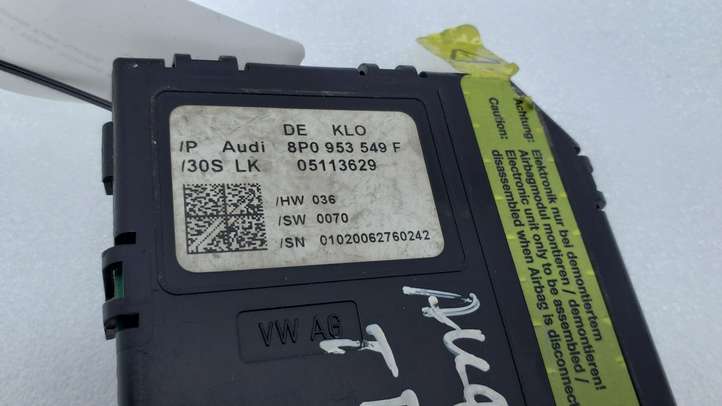 DE KLO
/P Audi 8P0 953 549 F
/30S LK 05113629
/HW 036
/SW 0070
/SN 01020062760242
VW AG
Achtung: Elektronik nur bei demontiertem
Airbagmodul montieren / demontieren!
Caution: Electronic unit only to be assembled /
disassembled when Airbag is disconnect